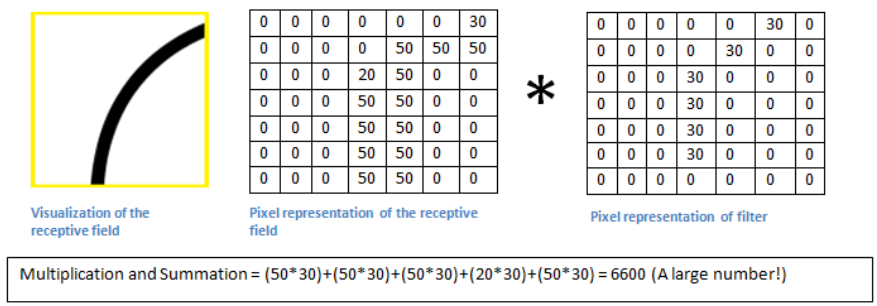 0 0 0 0 0 0 30
0 0 0 0 50 50 50
0 0 0 20 50 0 0
0 0 0 50 50 0 0
0 0 0 50 50 0 0
0 0 0 50 50 0 0
0 0 0 50 50 0 0
*
0 0 0 0 0 30 0
0 0 0 0 30 0 0
0 0 0 30 0 0 0
0 0 0 30 0 0 0
0 0 0 30 0 0 0
0 0 0 30 0 0 0
0 0 0 0 0 0 0
Visualization of the
receptive field
Pixel representation of the receptive
field
Pixel representation of filter
Multiplication and Summation = (50*30)+(50*30)+(50*30)+(20*30)+(50*30) = 6600 (A large number!)